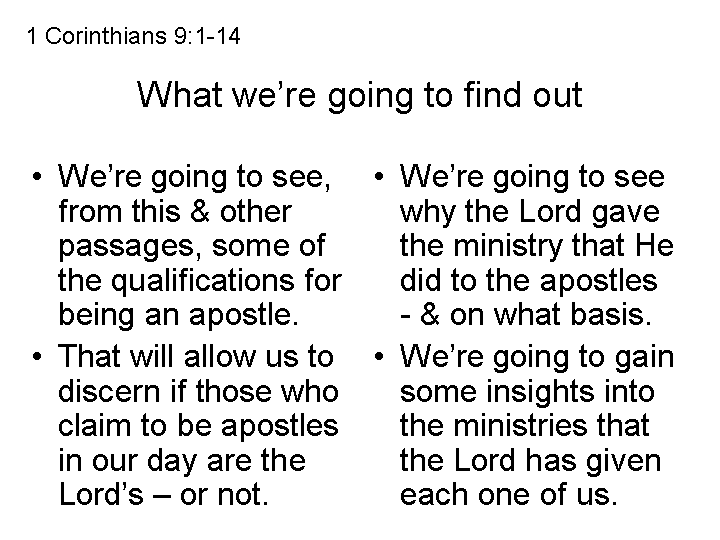 1 Corinthians 9:1-14
What we’re going to find out
• We’re going to see,
from this & other
passages, some of
the qualifications for
being an apostle.
• That will allow us to
discern if those who
claim to be apostles
in our day are the
Lord’s – or not.
• We’re going to see
why the Lord gave
the ministry that He
did to the apostles
- & on what basis.
• We’re going to gain
some insights into
the ministries that
the Lord has given
each one of us.